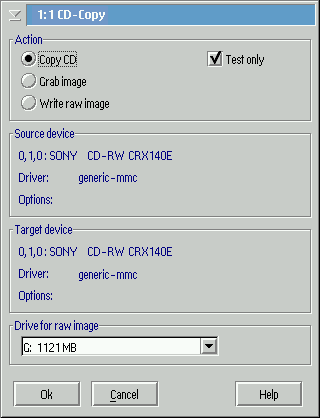 1:1 CD-Copy
Action
Copy CD
Test only
Grab image
Write raw image
Source device
0,1,0: SONY CD-RW CRX140E
Driver: generic-mmc
Options:
Target device
0,1,0: SONY CD-RW CRX140E
Driver: generic-mmc
Options:
Drive for raw image
G: 1121 MB
Ok Cancel Help